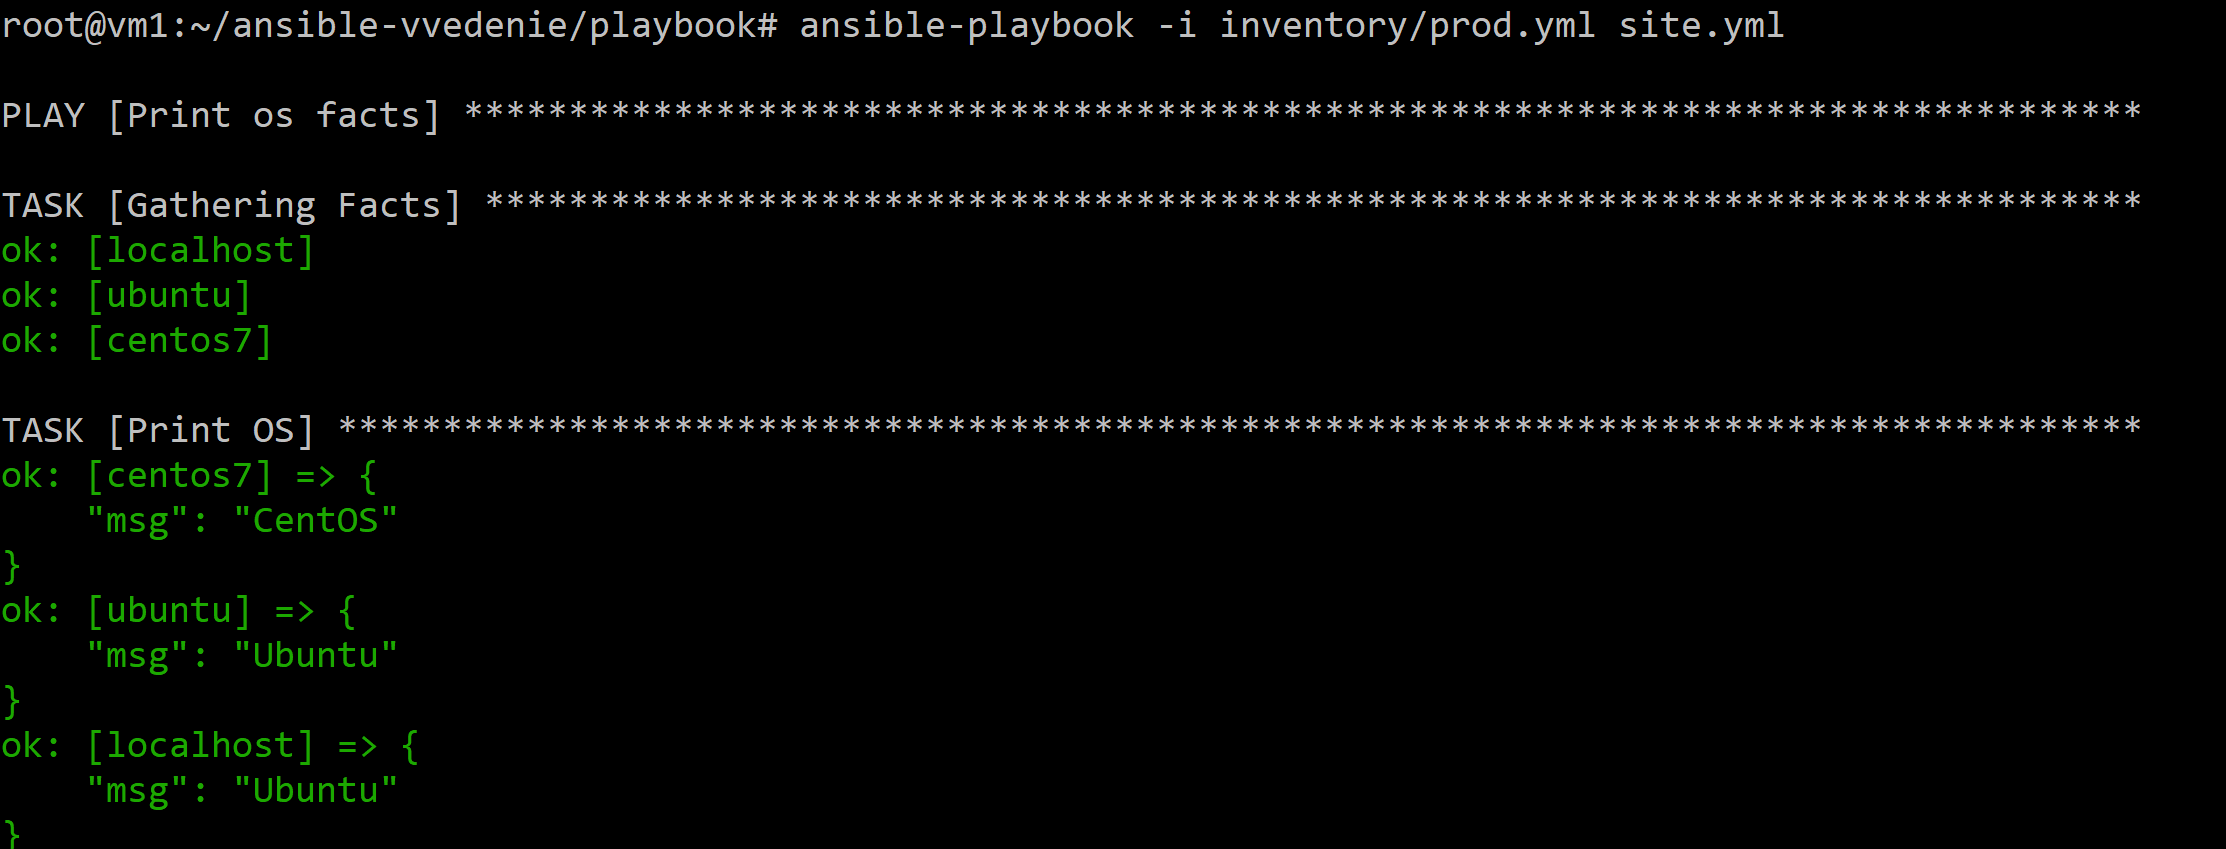 root@vm1:~/ansible-vvedenie/playbook# ansible-playbook -i inventory/prod.yml site.yml
PLAY [Print os facts] ********************************************************************************
TASK [Gathering Facts] *******************************************************************************
ok: [localhost]
ok: [ubuntu]
ok: [centos7]
TASK [Print OS] **************************************************************************************
ok: [centos7] => {
    "msg": "CentOS"
}
ok: [ubuntu] => {
    "msg": "Ubuntu"
}
ok: [localhost] => {
    "msg": "Ubuntu"
}